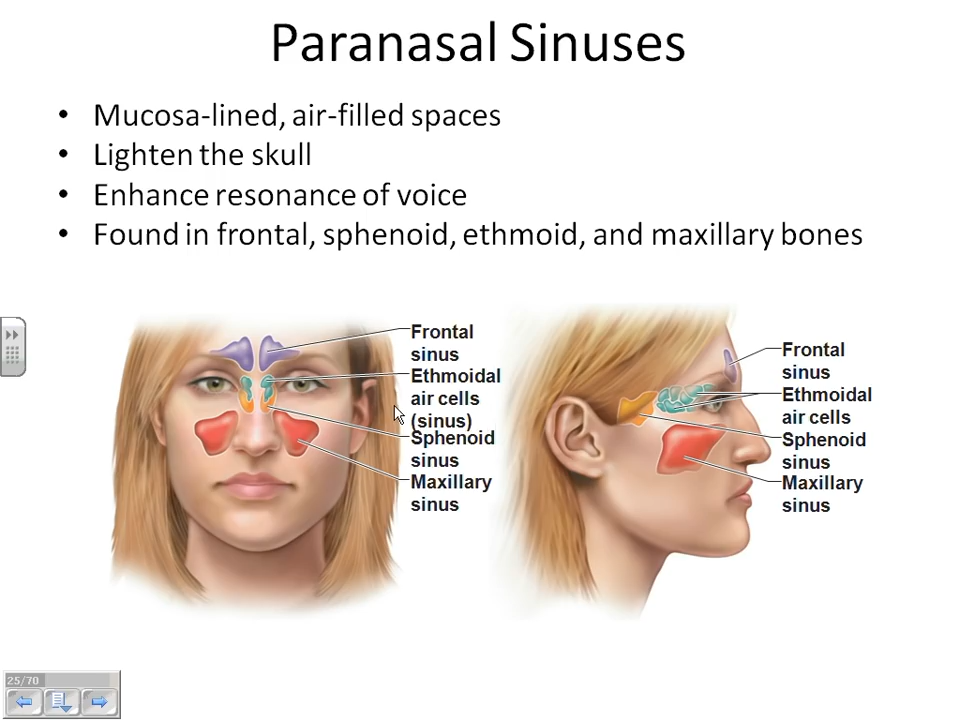 Paranasal Sinuses
• Mucosa-lined, air-filled spaces
• Lighten the skull
• Enhance resonance of voice
• Found in frontal, sphenoid, ethmoid, and maxillary bones
Frontal
sinus
Ethmoidal
air cells
(sinus)
Sphenoid
sinus
Maxillary
sinus
Frontal
sinus
Ethmoidal
air cells
Sphenoid
sinus
Maxillary
sinus
25/70